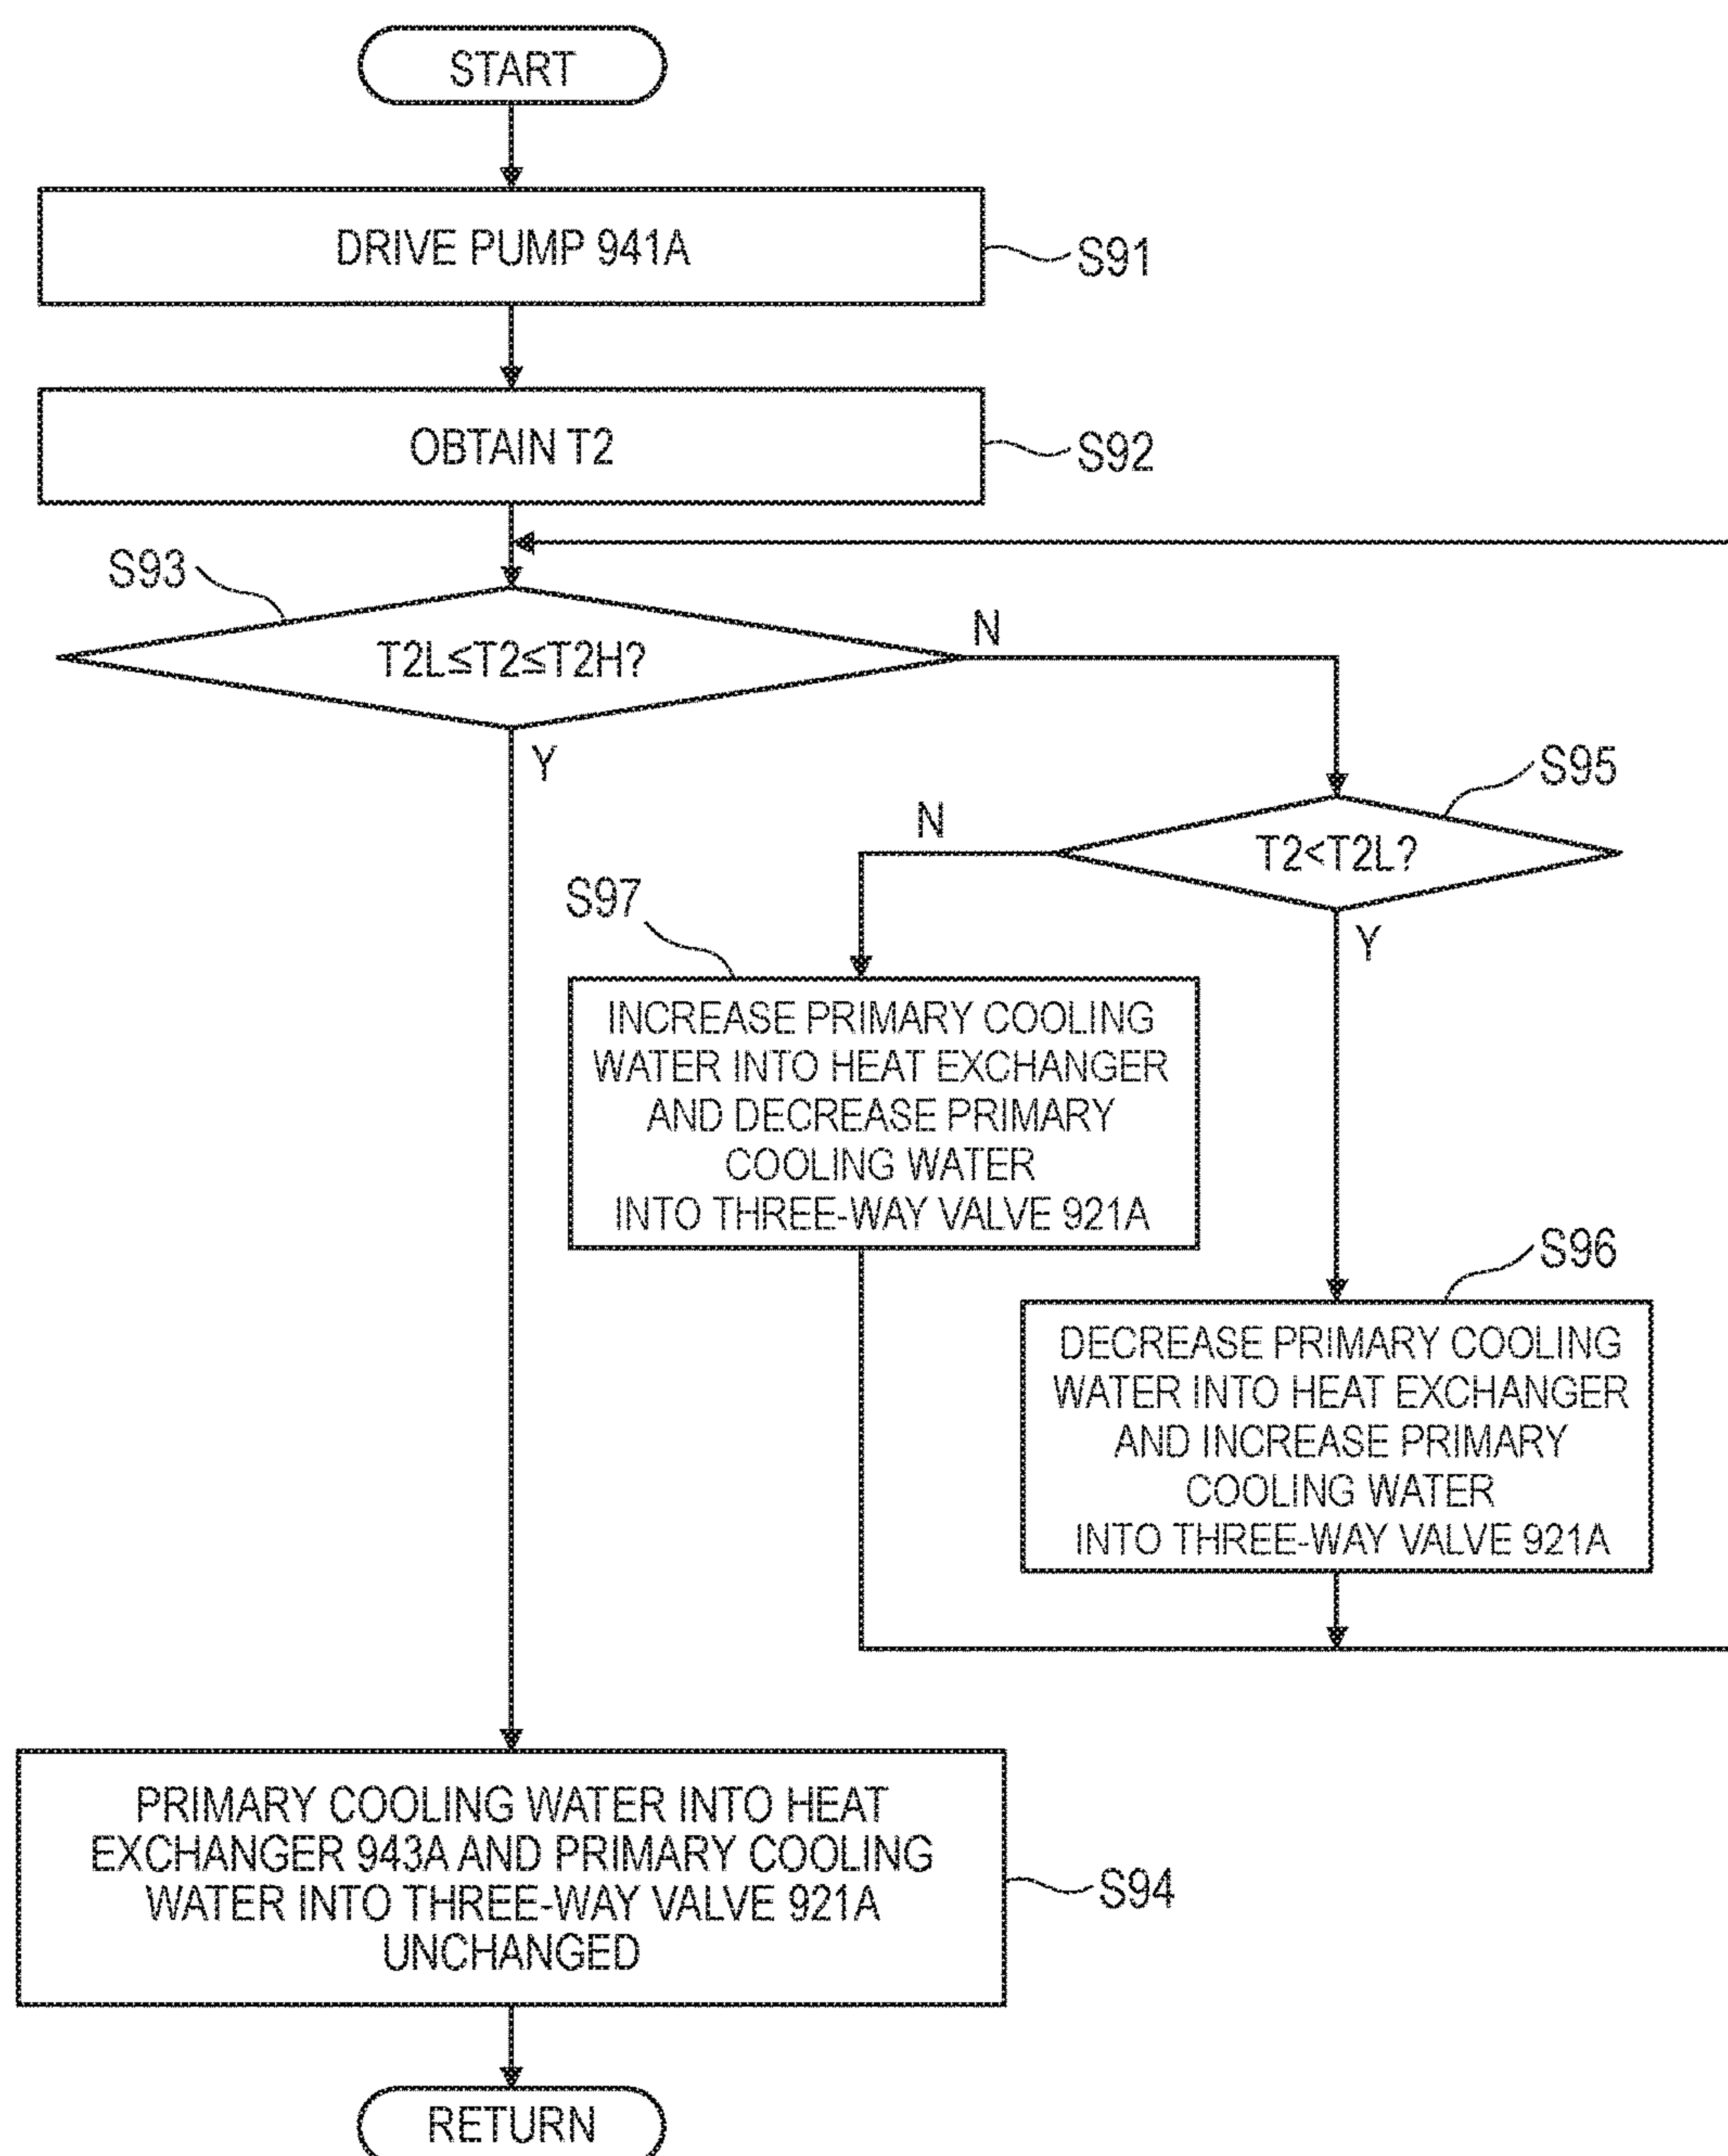 START
DRIVE PUMP 941A
S91
OBTAIN T2
S92
S93
T2L≤T2≤T2H?
N
Y
S95
T2<T2L?
N
Y
S97
INCREASE PRIMARY COOLING
WATER INTO HEAT EXCHANGER
AND DECREASE PRIMARY
COOLING WATER
INTO THREE-WAY VALVE 921A
S96
DECREASE PRIMARY COOLING
WATER INTO HEAT EXCHANGER
AND INCREASE PRIMARY
COOLING WATER
INTO THREE-WAY VALVE 921A
PRIMARY COOLING WATER INTO HEAT
EXCHANGER 943A AND PRIMARY COOLING
WATER INTO THREE-WAY VALVE 921A
UNCHANGED
S94
RETURN